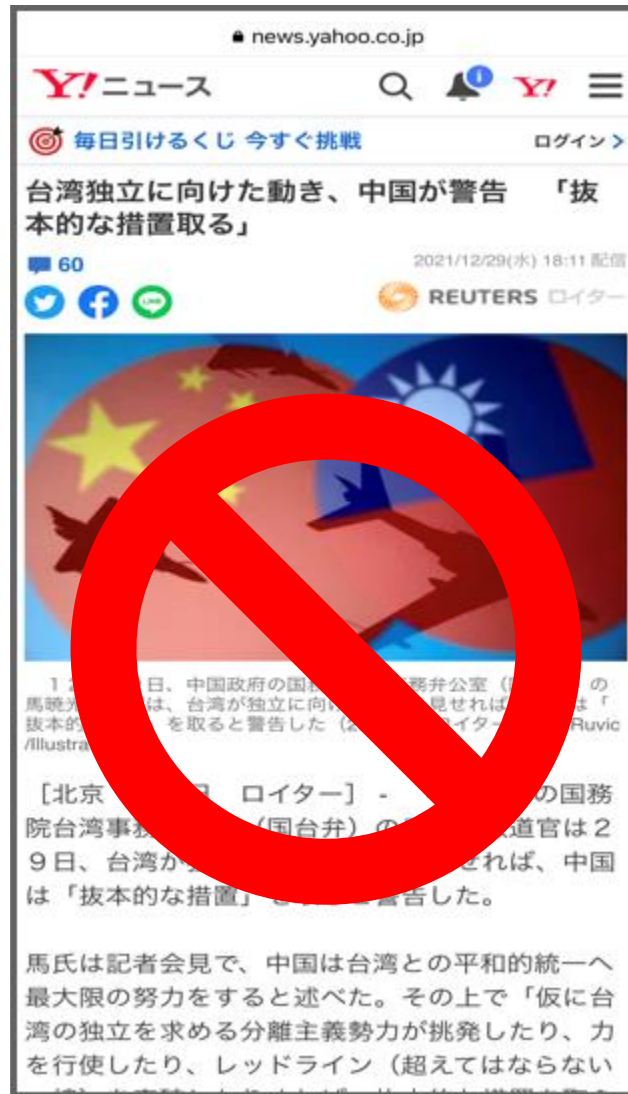 news.yahoo.co.jp
Y!ニュース
Y!
毎日引けるくじ 今すぐ挑戦
ログイン >
台湾独立に向けた動き、中国が警告 「抜
本的な措置取る」
60
2021/12/29(水) 18:11 配信
REUTERS ロイター
1 日、中国政府の国 務弁公室( の
馬暁 は、台湾が独立に向 見せれば は「
抜本的 を取ると警告した(2 イター Ruvic
/Illustra
[北京 日 ロイター] - の国務
院台湾事務 (国台弁)の 道官は2
9日、台湾が せれば、中国
は「抜本的な措置」 警告した。
馬氏は記者会見で、中国は台湾との平和的統一へ
最大限の努力をすると述べた。その上で「仮に台
湾の独立を求める分離主義勢力が挑発したり、力
を行使したり、レッドライン(超えてはならない